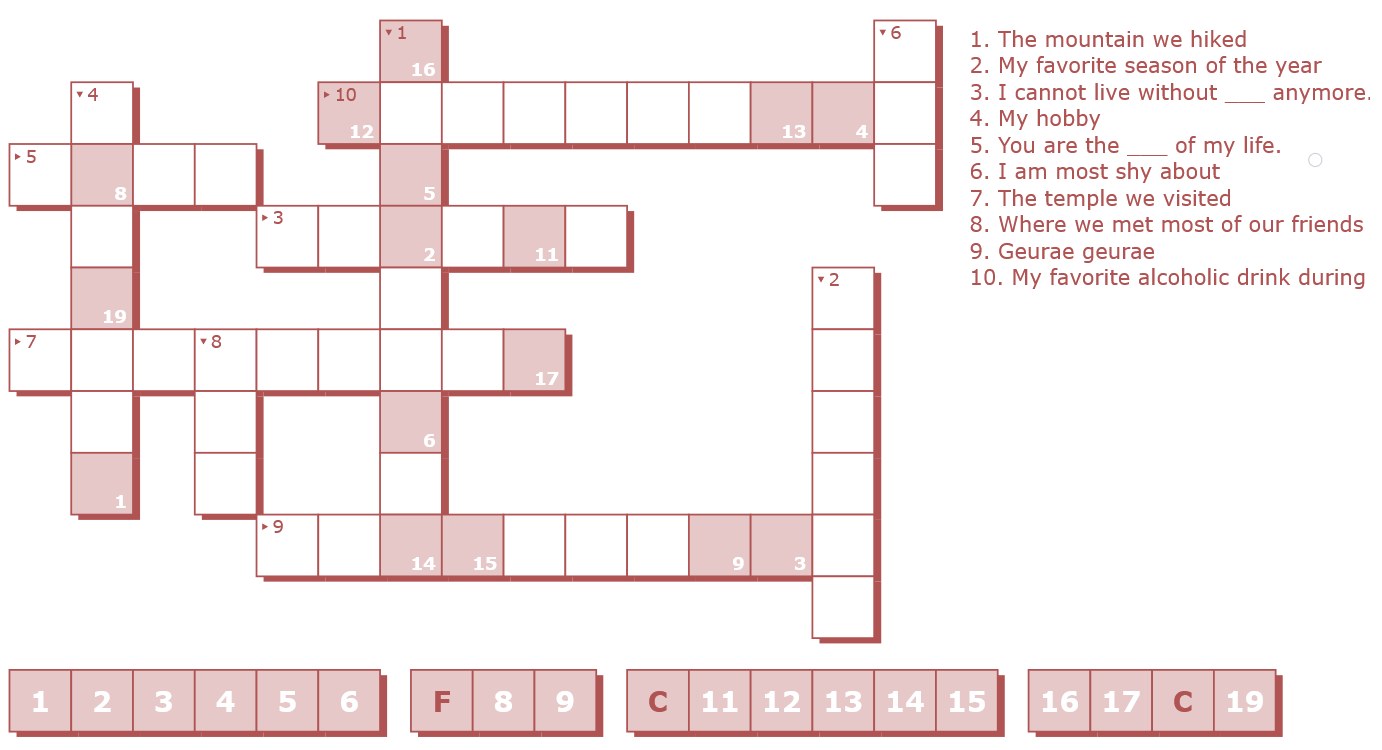 1
6
16
4
10
12
13
4
5
8
5
3
2
11
19
2
7
8
17
6
1
9
14
15
9
3
1. The mountain we hiked
2. My favorite season of the year
3. I cannot live without ___ anymore.
4. My hobby
5. You are the ___ of my life.
6. I am most shy about
7. The temple we visited
8. Where we met most of our friends
9. Geurae geurae
10. My favorite alcoholic drink during
1 2 3 4 5 6 F 8 9 C 11 12 13 14 15 16 17 C 19